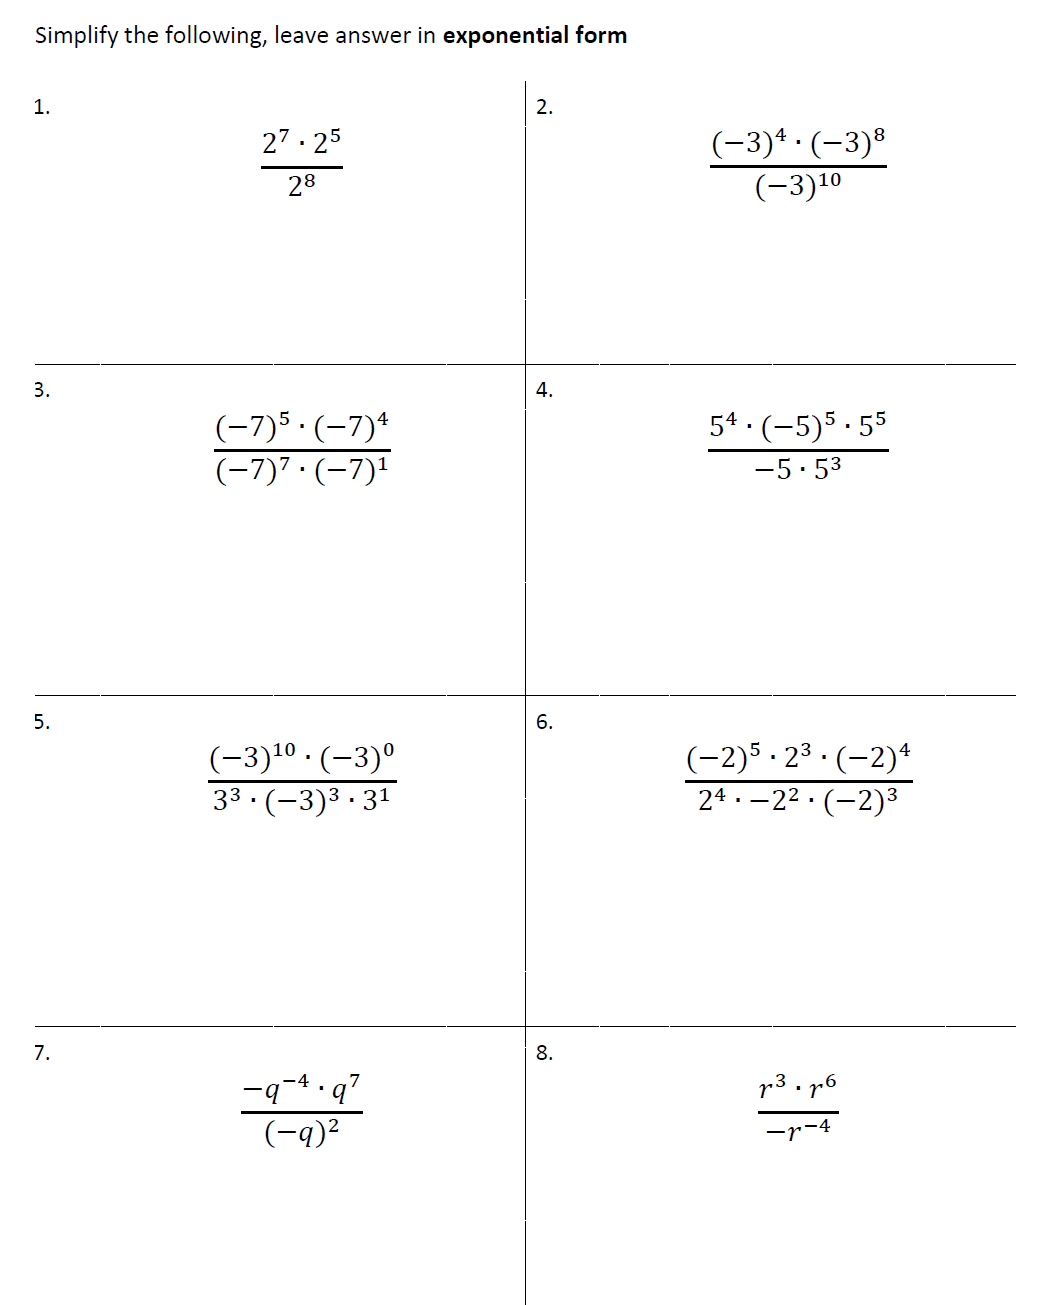 Simplify the following, leave answer in exponential form
1.
2⁷ · 2⁵
2⁸
2.
(−3)⁴ · (−3)⁸
(−3)¹⁰
3.
(−7)⁵ · (−7)⁴
(−7)⁷ · (−7)¹
4.
5⁴ · (−5)⁵ · 5⁵
−5 · 5³
5.
(−3)¹⁰ · (−3)⁰
3³ · (−3)³ · 3¹
6.
(−2)⁵ · 2³ · (−2)⁴
2⁴ · −2² · (−2)³
7.
−q⁻⁴ · q⁷
(−q)²
8.
r³ · r⁶
−r⁻⁴